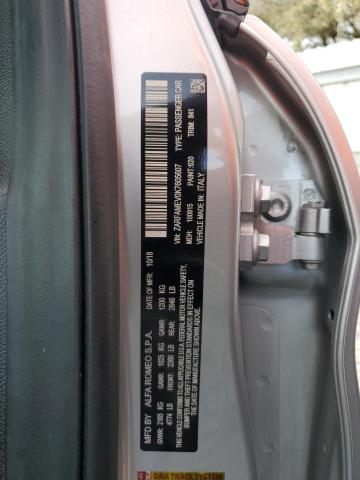 MFD BY: ALFA ROMEO S.P.A. DATE OF MFR: 10/18
GVWR: 2165 KG GAWR: 1025 KG GAWR: 1200 KG
4774 LB FRONT: 2260 LB REAR: 2646 LB
THIS VEHICLE CONFORMS TO ALL APPLICABLE U.S.A. FEDERAL MOTOR VEHICLE SAFETY,
BUMPER AND THEFT PREVENTION STANDARDS IN EFFECT ON THE DATE OF MANUFACTURE SHOWN ABOVE.
VIN: ZARFAMEV0K7605607 TYPE: PASSENGER CAR
MDH: 100915 PAINT: 620 TRIM: 841
VEHICLE MADE IN: ITALY
DNA TRACK SYSTEM